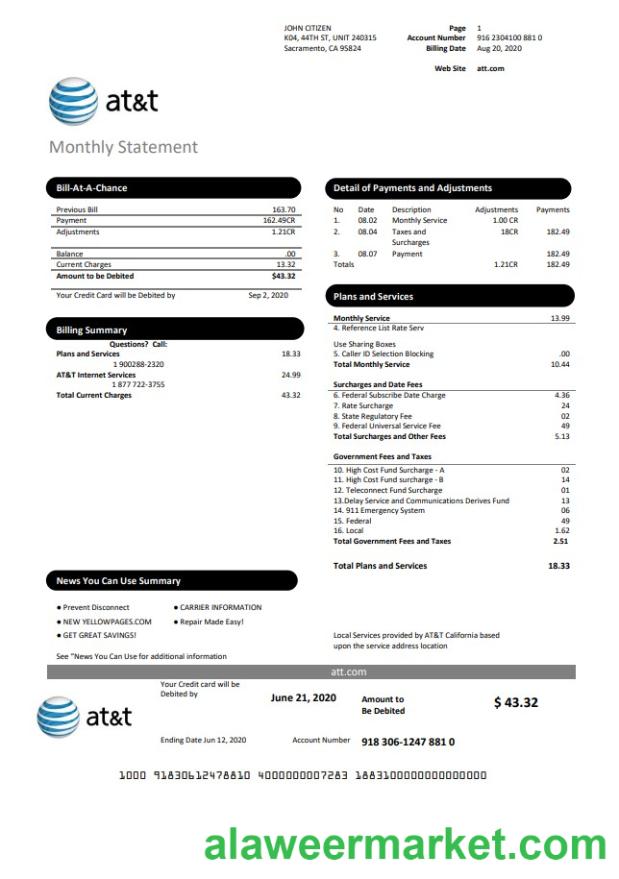 JOHN CITIZEN
K04, 44TH ST, UNIT 240315
Sacramento, CA 95824
Page 1
Account Number 916 2304100 881 0
Billing Date Aug 20, 2020
Web Site att.com
at&t
Monthly Statement
Bill-At-A-Chance
Previous Bill 163.70
Payment 162.49CR
Adjustments 1.21CR
Balance .00
Current Charges 13.32
Amount to be Debited $43.32
Your Credit Card will be Debited by Sep 2, 2020
Billing Summary
Questions? Call:
Plans and Services 18.33
1 900288-2320
AT&T Internet Services 24.99
1 877 722-3755
Total Current Charges 43.32
News You Can Use Summary
● Prevent Disconnect ● CARRIER INFORMATION
● NEW YELLOWPAGES.COM ● Repair Made Easy!
● GET GREAT SAVINGS!
See "News You Can Use for additional information
Detail of Payments and Adjustments
No Date Description Adjustments Payments
1. 08.02 Monthly Service 1.00 CR
2. 08.04 Taxes and 18CR 182.49
Surcharges
3. 08.07 Payment 182.49
Totals 1.21CR 182.49
Plans and Services
Monthly Service 13.99
4. Reference List Rate Serv
Use Sharing Boxes
5. Caller ID Selection Blocking .00
Total Monthly Service 10.44
Surcharges and Date Fees
6. Federal Subscribe Date Charge 4.36
7. Rate Surcharge 24
8. State Regulatory Fee 02
9. Federal Universal Service Fee 49
Total Surcharges and Other Fees 5.13
Government Fees and Taxes
10. High Cost Fund Surcharge - A 02
11. High Cost Fund surcharge - B 14
12. Teleconnect Fund Surcharge 01
13.Delay Service and Communications Derives Fund 13
14. 911 Emergency System 06
15. Federal 49
16. Local 1.62
Total Government Fees and Taxes 2.51
Total Plans and Services 18.33
Local Services provided by AT&T California based
upon the service address location
att.com
at&t
Your Credit card will be
Debited by
June 21, 2020
Amount to
Be Debited
$ 43.32
Ending Date Jun 12, 2020
Account Number 918 306-1247 881 0
1000 91830612478810 4000000007283 18831000000000000000
alaweermarket.com